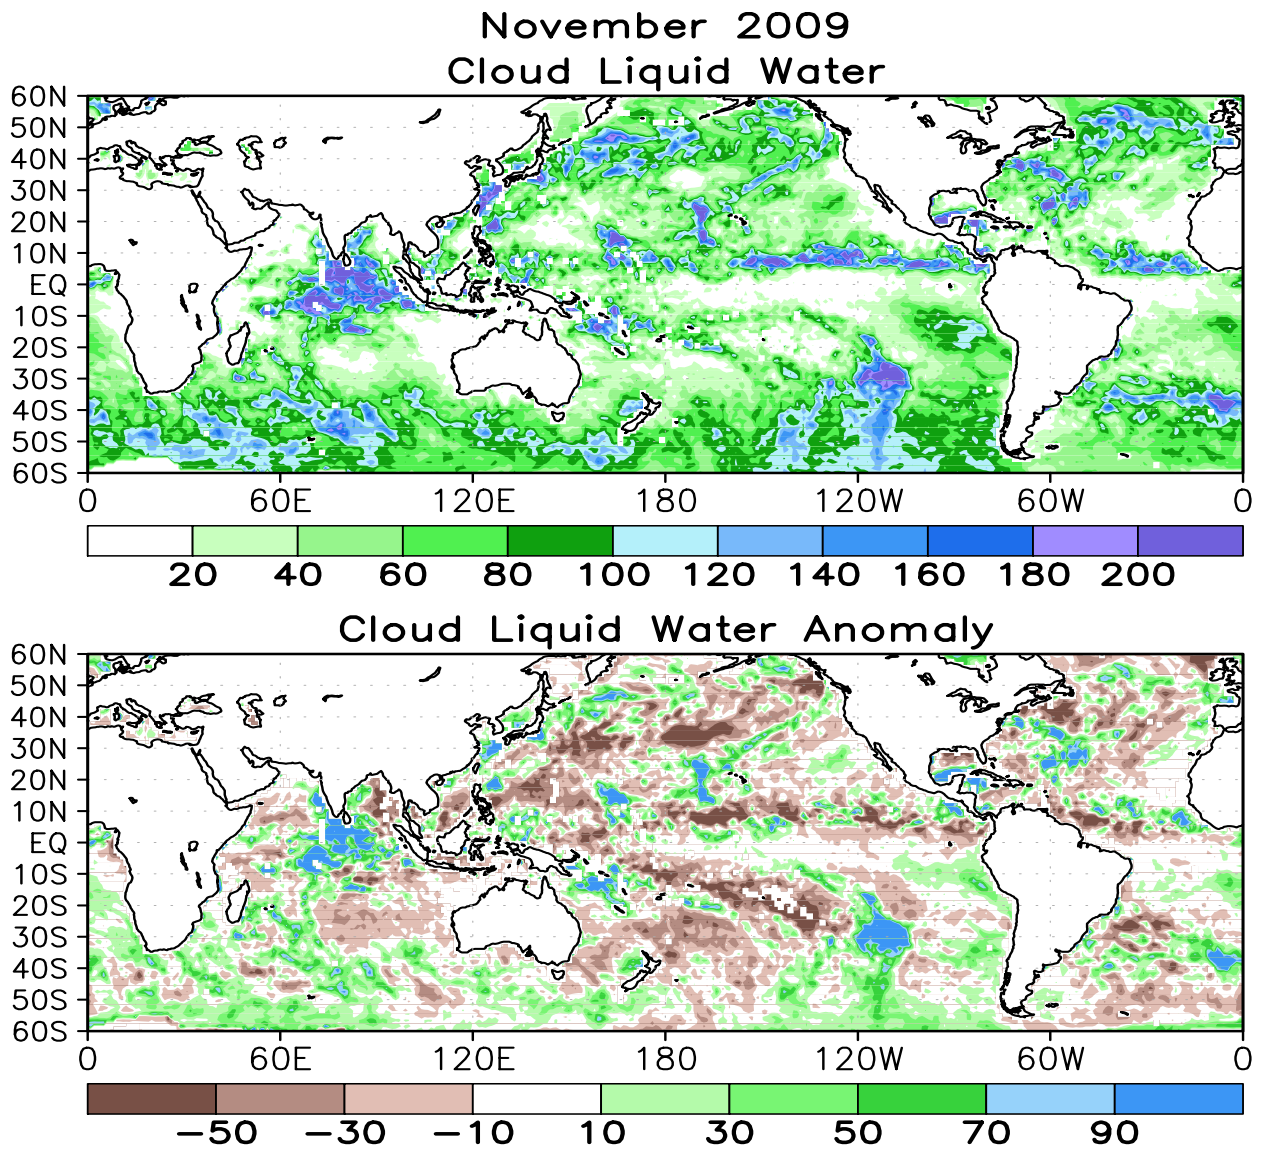 November 2009
Cloud Liquid Water
60N
50N
40N
30N
20N
10N
EQ
10S
20S
30S
40S
50S
60S
0 60E 120E 180 120W 60W 0
20 40 60 80 100 120 140 160 180 200
Cloud Liquid Water Anomaly
60N
50N
40N
30N
20N
10N
EQ
10S
20S
30S
40S
50S
60S
0 60E 120E 180 120W 60W 0
-50 -30 -10 10 30 50 70 90